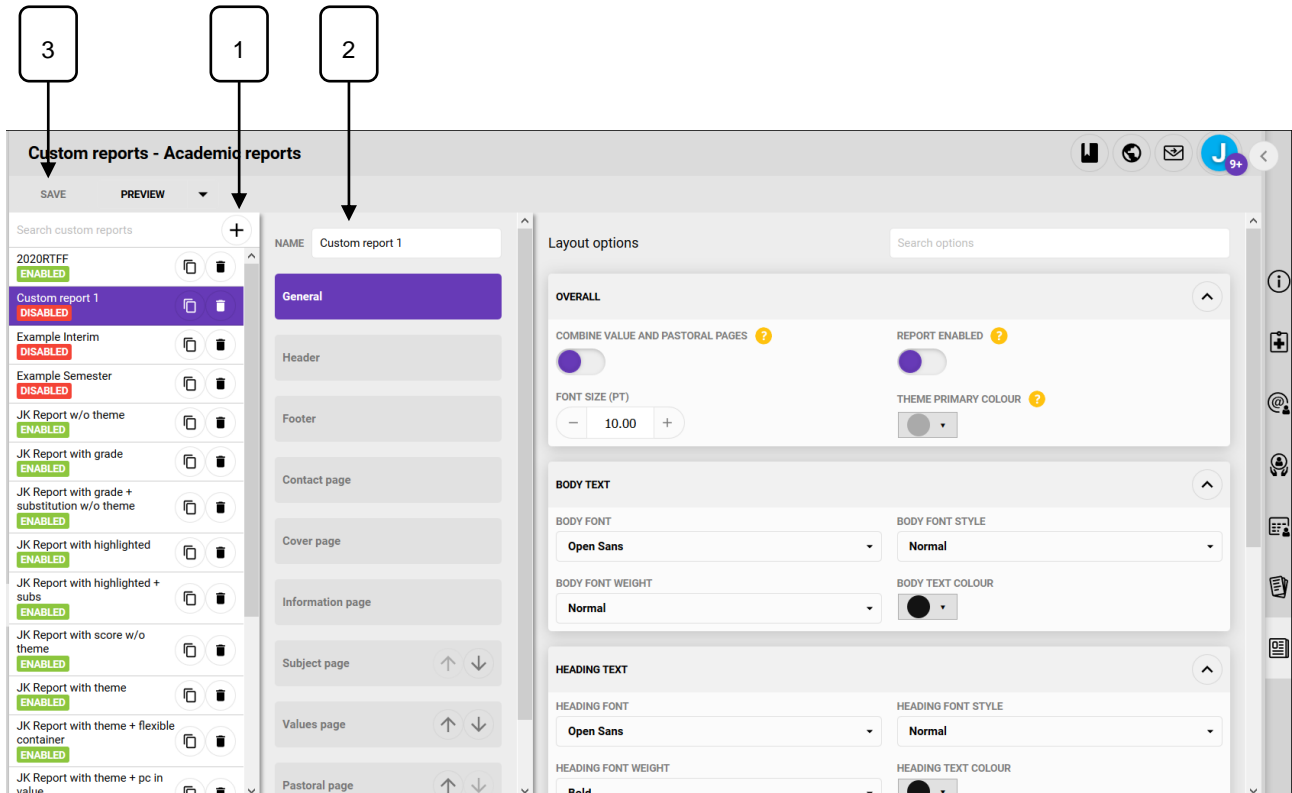 3
1
2
Custom reports - Academic reports
J
9+
SAVE
PREVIEW
Search custom reports
2020RTFF
ENABLED
Custom report 1
DISABLED
Example Interim
DISABLED
Example Semester
DISABLED
JK Report w/o theme
ENABLED
JK Report with grade
ENABLED
JK Report with grade +
substitution w/o theme
ENABLED
JK Report with highlighted
ENABLED
JK Report with highlighted +
subs
ENABLED
JK Report with score w/o
theme
ENABLED
JK Report with theme
ENABLED
JK Report with theme + flexible
container
ENABLED
JK Report with theme + pc in
value
NAME Custom report 1
General
Header
Footer
Contact page
Cover page
Information page
Subject page
Values page
Pastoral page
Layout options
Search options
OVERALL
COMBINE VALUE AND PASTORAL PAGES ?
REPORT ENABLED ?
FONT SIZE (PT)
− 10.00 +
THEME PRIMARY COLOUR ?
BODY TEXT
BODY FONT
Open Sans
BODY FONT STYLE
Normal
BODY FONT WEIGHT
Normal
BODY TEXT COLOUR
HEADING TEXT
HEADING FONT
Open Sans
HEADING FONT STYLE
Normal
HEADING FONT WEIGHT
Bold
HEADING TEXT COLOUR